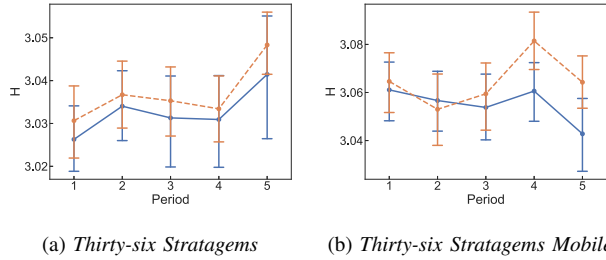 3.05
3.04
3.03
3.02
H
1 2 3 4 5
Period
3.08
3.06
3.04
H
1 2 3 4 5
Period
(a) Thirty-six Stratagems
(b) Thirty-six Stratagems Mobile